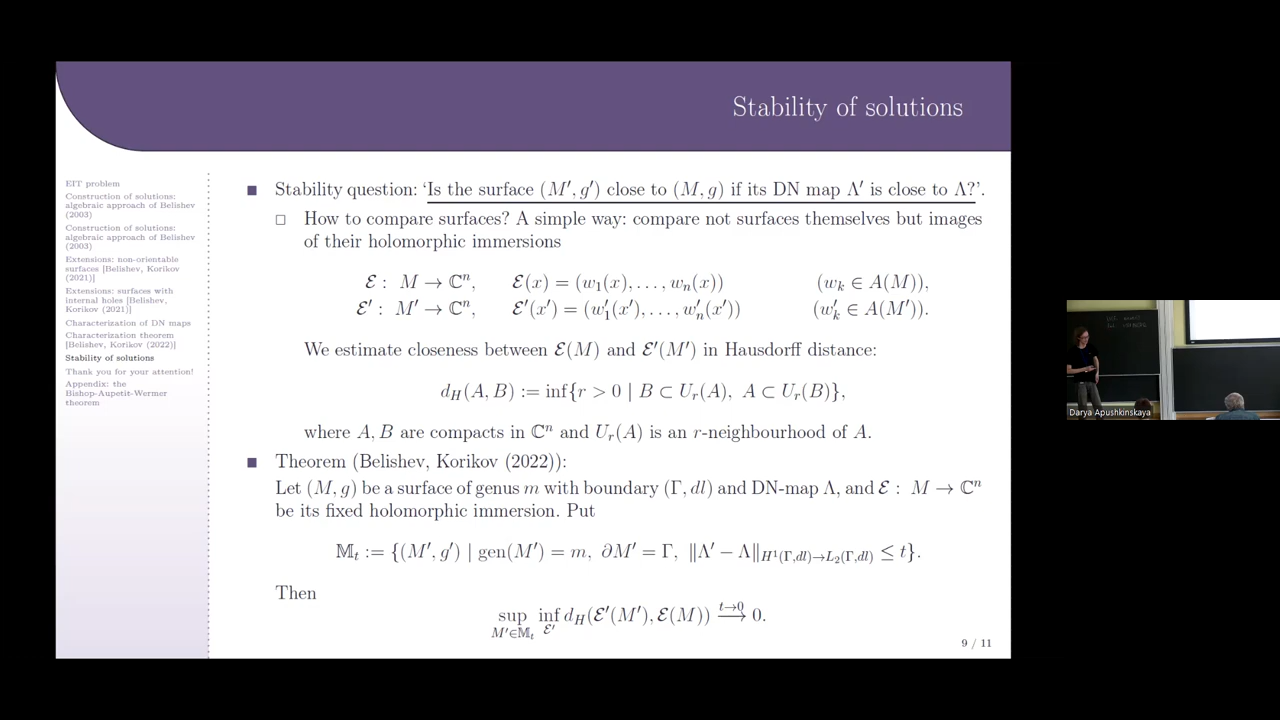 Stability of solutions
EIT problem
Construction of solutions:
algebraic approach of Belishev
(2003)
Construction of solutions:
algebraic approach of Belishev
(2003)
Extensions: non-orientable
surfaces [Belishev, Korikov
(2021)]
Extensions: surfaces with
internal holes [Belishev,
Korikov (2021)]
Characterization of DN maps
Characterization theorem
[Belishev, Korikov (2022)]
Stability of solutions
Thank you for your attention!
Appendix: the
Bishop-Aupetit-Wermer
theorem
■ Stability question: ‘Is the surface (M′, g′) close to (M, g) if its DN map Λ′ is close to Λ?’.
□ How to compare surfaces? A simple way: compare not surfaces themselves but images
of their holomorphic immersions
ℰ : M → ℂⁿ, ℰ(x) = (w₁(x), . . . , wₙ(x)) (wₖ ∈ A(M)),
ℰ′ : M′ → ℂⁿ, ℰ′(x′) = (w′₁(x′), . . . , w′ₙ(x′)) (w′ₖ ∈ A(M′)).
We estimate closeness between ℰ(M) and ℰ′(M′) in Hausdorff distance:
d_H(A, B) := inf{r > 0 | B ⊂ U_r(A), A ⊂ U_r(B)},
where A, B are compacts in ℂⁿ and U_r(A) is an r-neighbourhood of A.
■ Theorem (Belishev, Korikov (2022)):
Let (M, g) be a surface of genus m with boundary (Γ, dl) and DN-map Λ, and ℰ : M → ℂⁿ
be its fixed holomorphic immersion. Put
𝕄_t := {(M′, g′) | gen(M′) = m, ∂M′ = Γ, ‖Λ′ − Λ‖_{H¹(Γ,dl)→L₂(Γ,dl)} ≤ t}.
Then
sup_{M′∈𝕄_t} inf_{ℰ′} d_H(ℰ′(M′), ℰ(M)) →^{t→0} 0.
9 / 11
Darya Apushkinskaya